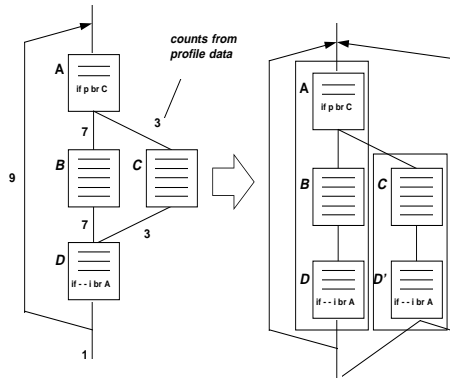 counts from
profile data
A
if p br C
3
7
B
C
9
7
3
D
if - - i br A
1
A
if p br C
B
C
D
if - - i br A
D'
if - - i br A